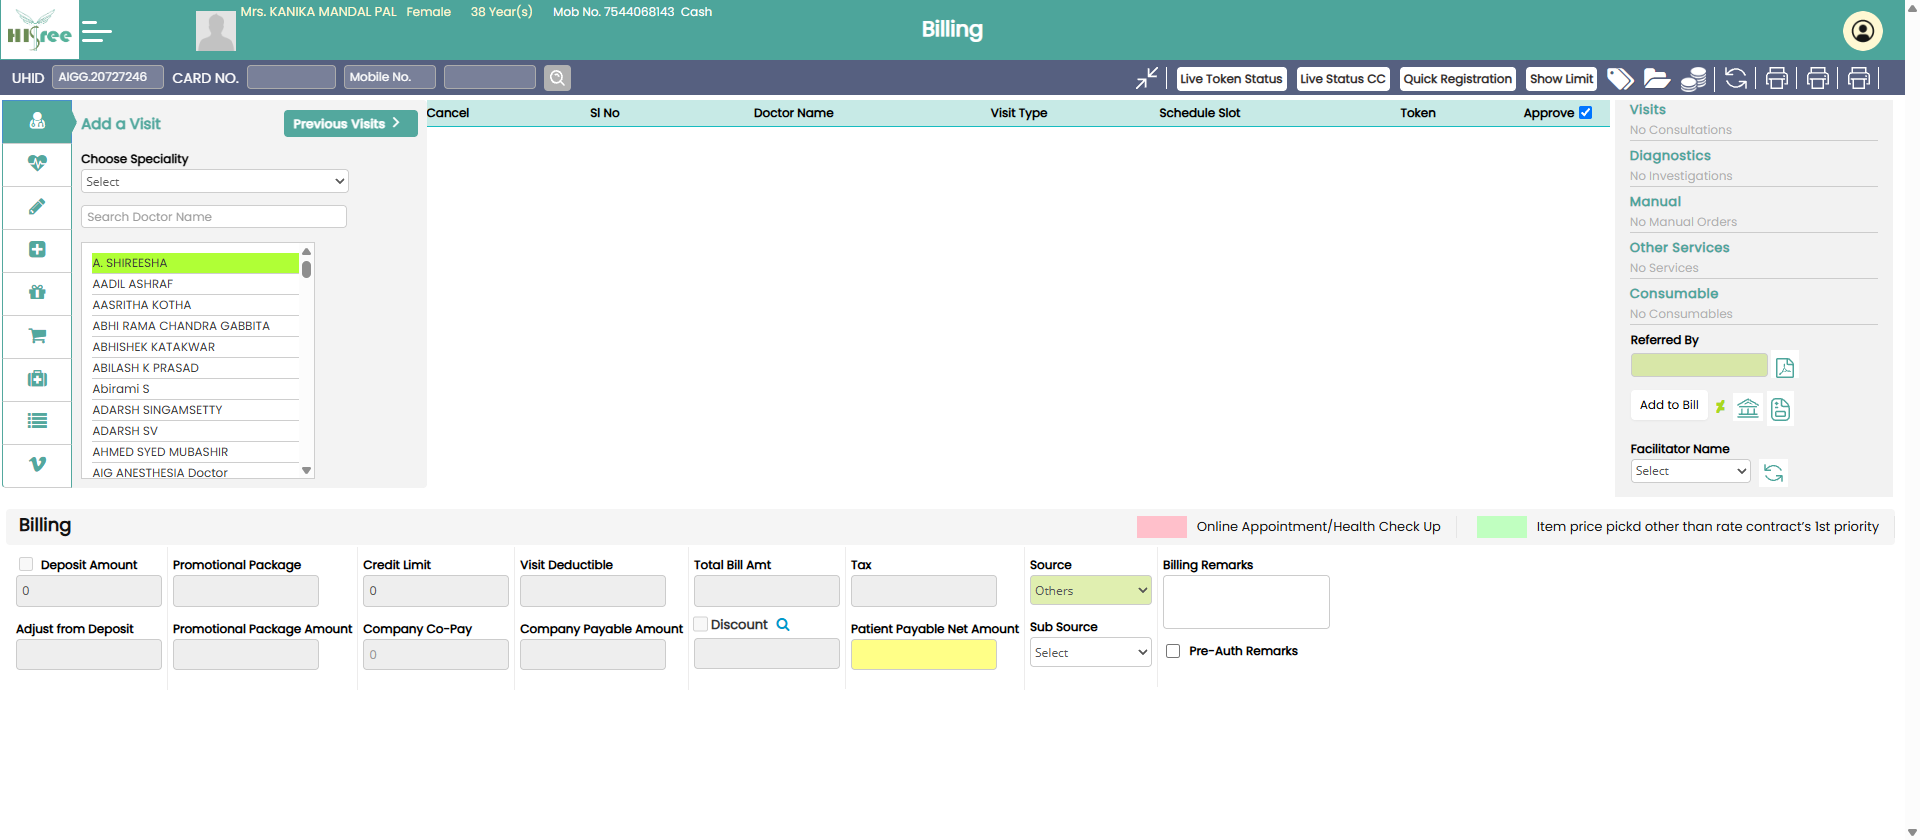 HISree
Mrs. KANIKA MANDAL PAL Female 38 Year(s) Mob No. 7544068143 Cash
Billing
UHID AIGG.20727246 CARD NO. Mobile No.
Live Token Status Live Status CC Quick Registration Show Limit
Add a Visit
Previous Visits
Choose Speciality
Select
Search Doctor Name
A. SHIREESHA
AADIL ASHRAF
AASRITHA KOTHA
ABHI RAMA CHANDRA GABBITA
ABHISHEK KATAKWAR
ABILASH K PRASAD
Abirami S
ADARSH SINGAMSETTY
ADARSH SV
AHMED SYED MUBASHIR
AIG ANESTHESIA Doctor
Cancel Sl No Doctor Name Visit Type Schedule Slot Token Approve
Visits
No Consultations
Diagnostics
No Investigations
Manual
No Manual Orders
Other Services
No Services
Consumable
No Consumables
Referred By
Add to Bill
Facilitator Name
Select
Billing
Online Appointment/Health Check Up
Item price pickd other than rate contract's 1st priority
Deposit Amount Promotional Package Credit Limit Visit Deductible Total Bill Amt Tax Source Billing Remarks
0 0 Others
Adjust from Deposit Promotional Package Amount Company Co-Pay Company Payable Amount Discount Patient Payable Net Amount Sub Source
0 Select
Pre-Auth Remarks